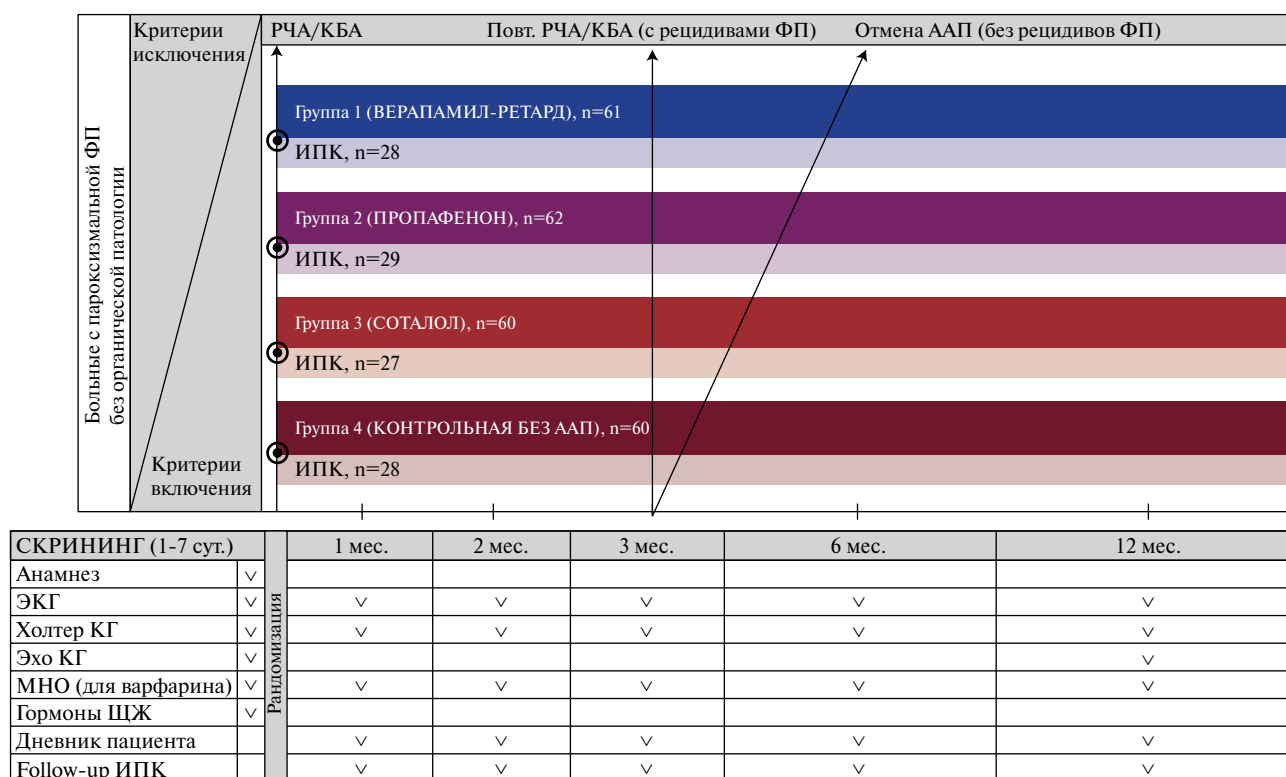 Больные с пароксизмальной ФП
без органической патологии
Критерии
исключения
Критерии
включения
РЧА/КБА
Повт. РЧА/КБА (с рецидивами ФП)
Отмена ААП (без рецидивов ФП)
Группа 1 (ВЕРАПАМИЛ-РЕТАРД), n=61
ИПК, n=28
Группа 2 (ПРОПАФЕНОН), n=62
ИПК, n=29
Группа 3 (СОТАЛОЛ), n=60
ИПК, n=27
Группа 4 (КОНТРОЛЬНАЯ БЕЗ ААП), n=60
ИПК, n=28
СКРИНИНГ (1-7 сут.)
Рандомизация
1 мес.
2 мес.
3 мес.
6 мес.
12 мес.
Анамнез ∨
ЭКГ ∨ ∨ ∨ ∨ ∨ ∨
Холтер КГ ∨ ∨ ∨ ∨ ∨ ∨
Эхо КГ ∨ ∨
МНО (для варфарина) ∨ ∨ ∨ ∨ ∨ ∨
Гормоны ЩЖ ∨
Дневник пациента ∨ ∨ ∨ ∨ ∨
Follow-up ИПК ∨ ∨ ∨ ∨ ∨